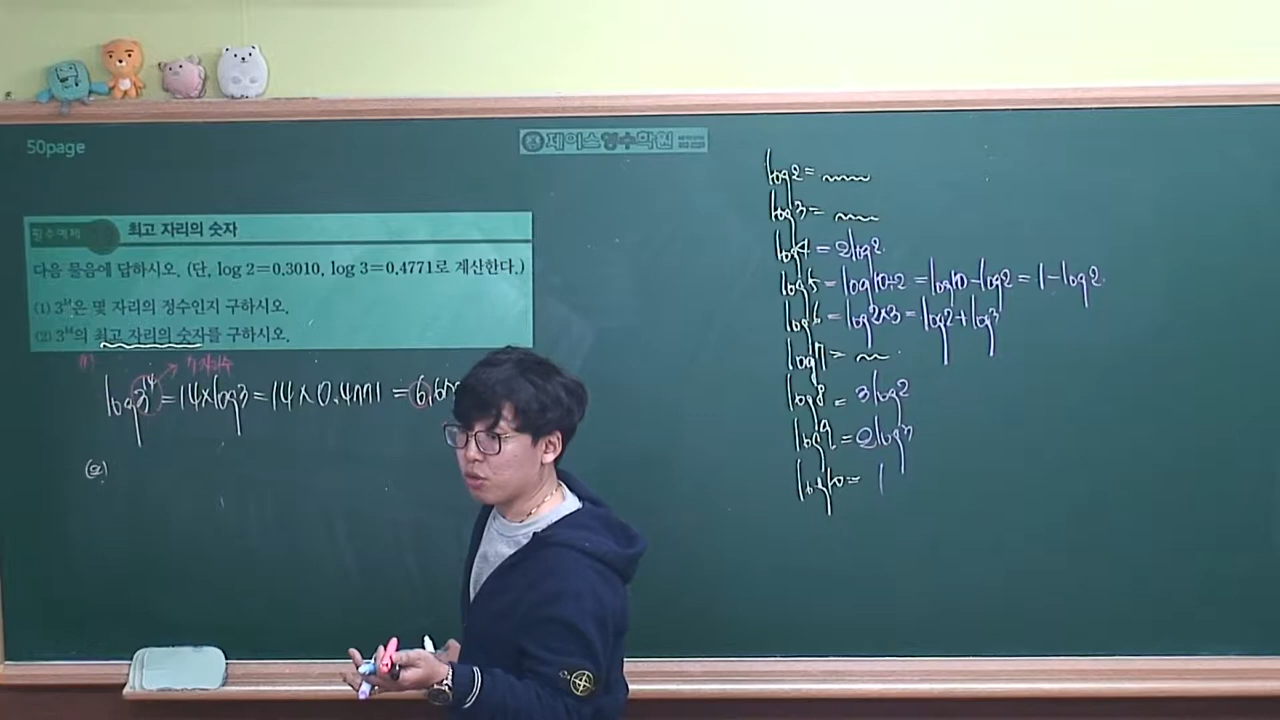 50page
제이스영수학원
필수예제 최고 자리의 숫자
다음 물음에 답하시오. (단, log 2=0.3010, log 3=0.4771로 계산한다.)
(1) 3¹⁴은 몇 자리의 정수인지 구하시오.
(2) 3¹⁴의 최고 자리의 숫자를 구하시오.
(1) 7자리수
log3¹⁴=14×log3=14×0.4771=6.6
(2)
log2=
log3=
log4=2log2
log5=log10÷2=log10-log2=1-log2
log6=log2×3=log2+log3
log7=
log8=3log2
log9=2log3
log10=1